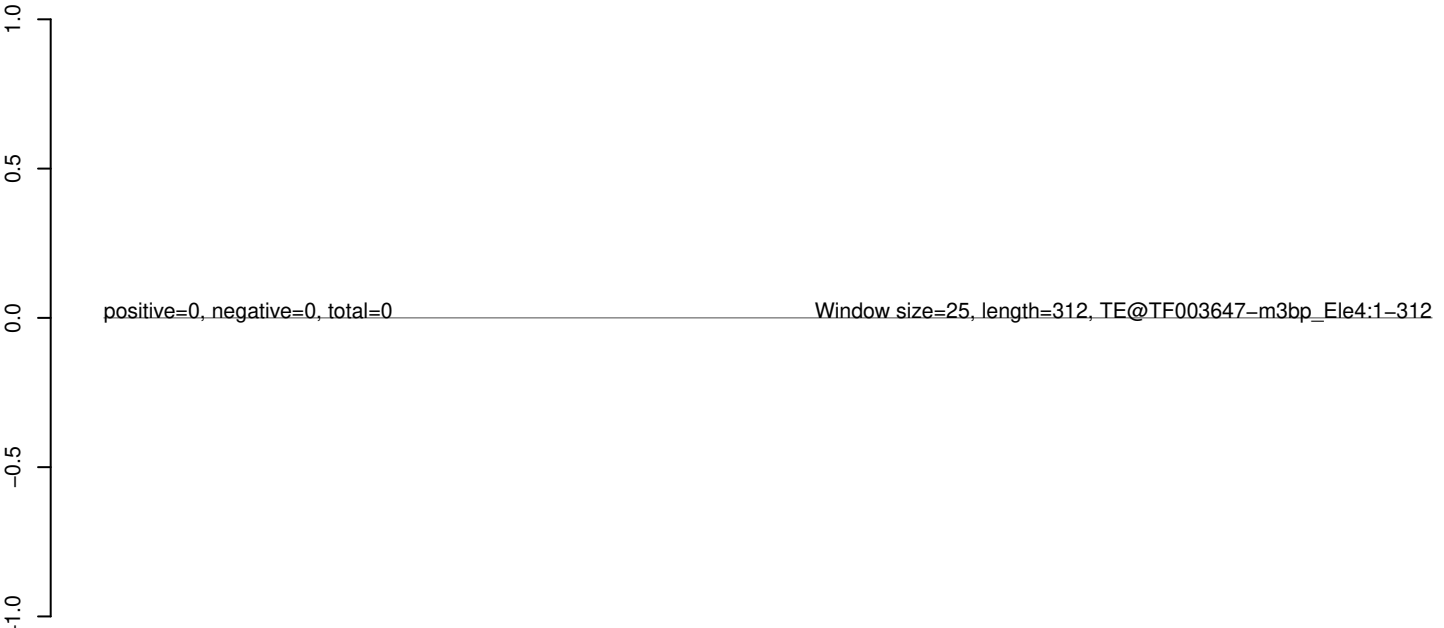 1.0
0.5
0.0
positive=0, negative=0, total=0
Window size=25, length=312, TE@TF003647−m3bp_Ele4:1−312
−0.5
−1.0